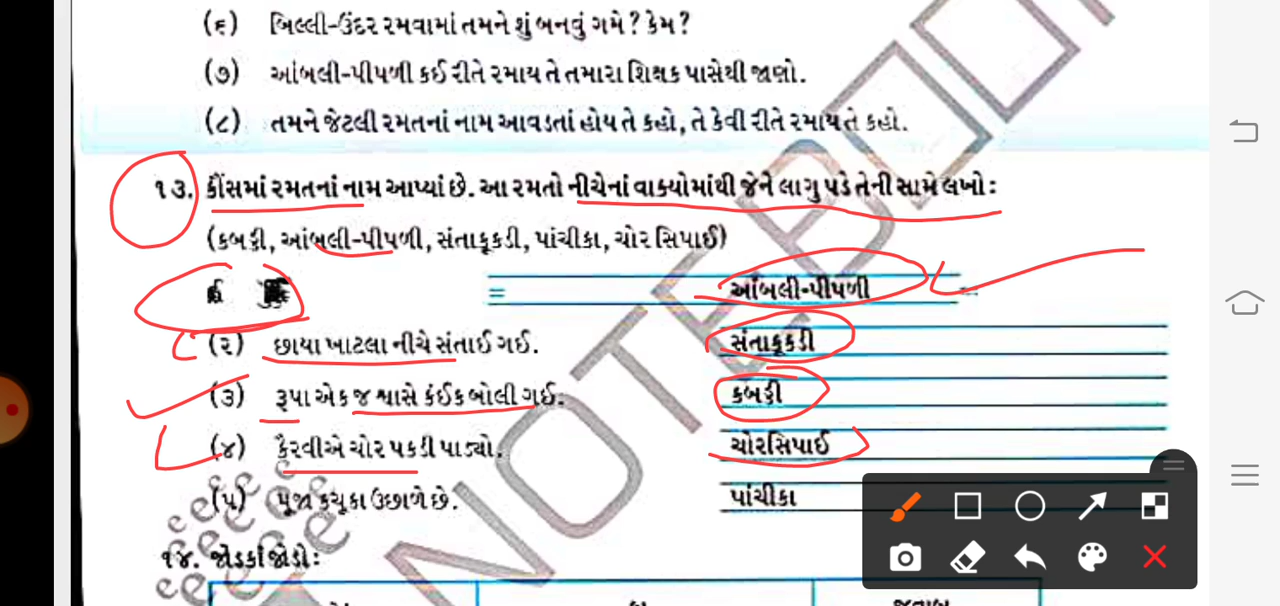 (૬) બિલ્લી-ઉંદર રમવામાં તમને શું બનવું ગમે? કેમ?
(૭) આંબલી-પીપળી કઈ રીતે રમાય તે તમારા શિક્ષક પાસેથી જાણો.
(૮) તમને જેટલી રમતનાં નામ આવડતાં હોય તે કહો, તે કેવી રીતે રમાય તે કહો.
૧૩. કૌંસમાં રમતનાં નામ આપ્યાં છે. આ રમતો નીચેનાં વાક્યોમાંથી જેને લાગુ પડે તેની સામે લખો:
(કબડ્ડી, આંબલી-પીપળી, સંતાકૂકડી, પાંચીકા, ચોર સિપાઈ)
= આંબલી-પીપળી
(૨) છાયા ખાટલા નીચે સંતાઈ ગઈ. સંતાકૂકડી
(૩) રૂપા એક જ શ્વાસે કંઈક બોલી ગઈ. કબડ્ડી
(૪) કૈરવીએ ચોર પકડી પાડ્યો. ચોરસિપાઈ
(૫) પૂજા કચૂકા ઉછાળે છે. પાંચીકા
૧૪. જોડકાં જોડો:
NOTEB